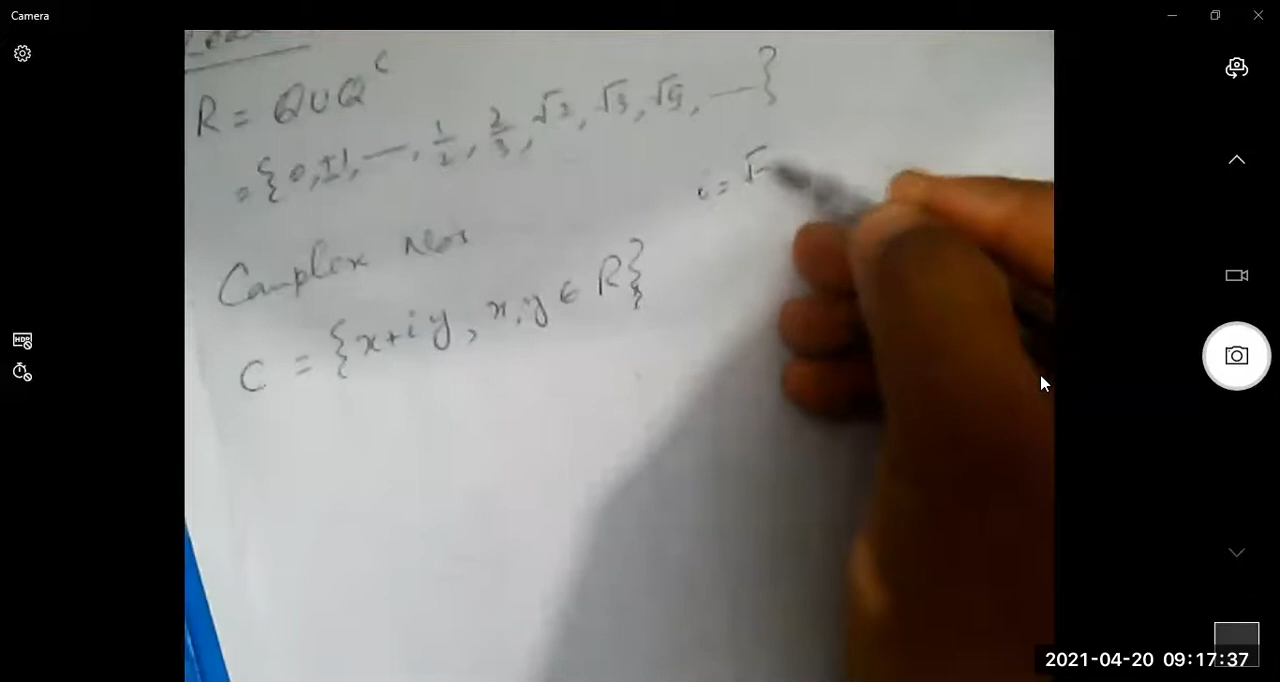 Camera
R = Q∪Q^c
= { 0, ±1, —, 1/2, 2/3, √2, √3, √5, — }
i = √-
Complex Nos
C = { x+iy, x, y ∈ R }
2021-04-20 09:17:37